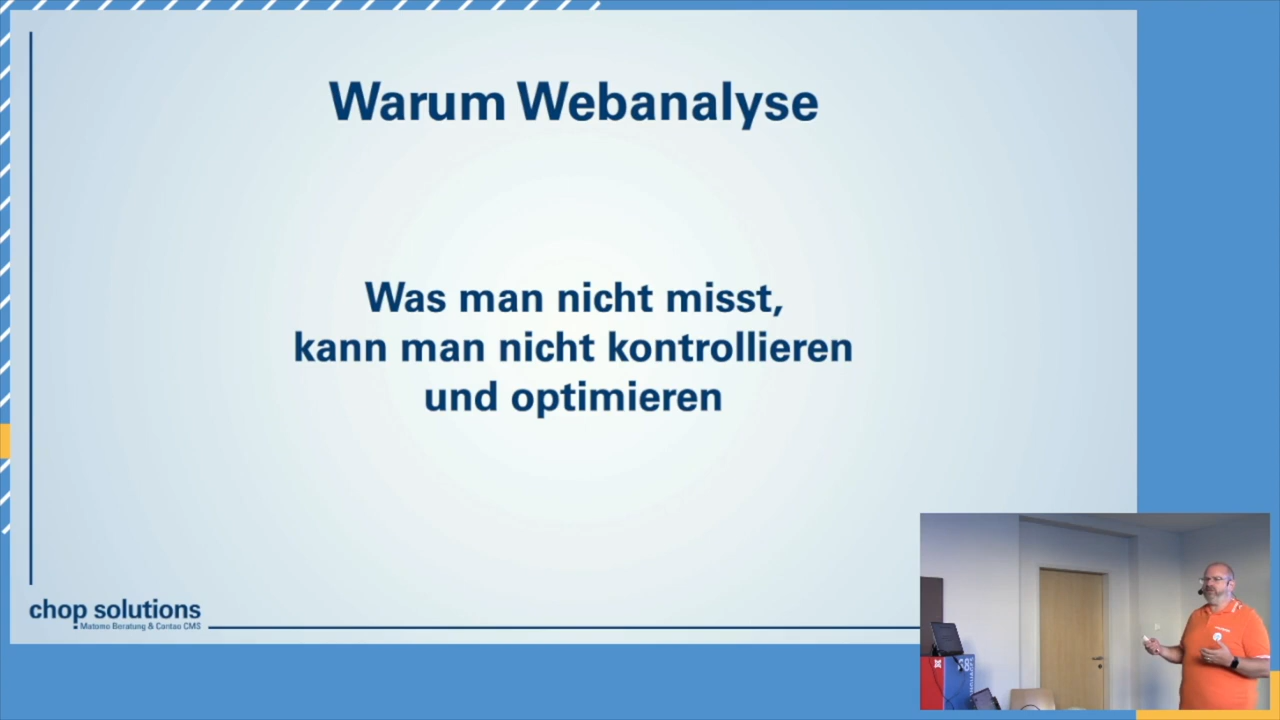 Warum Webanalyse
Was man nicht misst,
kann man nicht kontrollieren
und optimieren
chop solutions
Matomo Beratung & Contao CMS